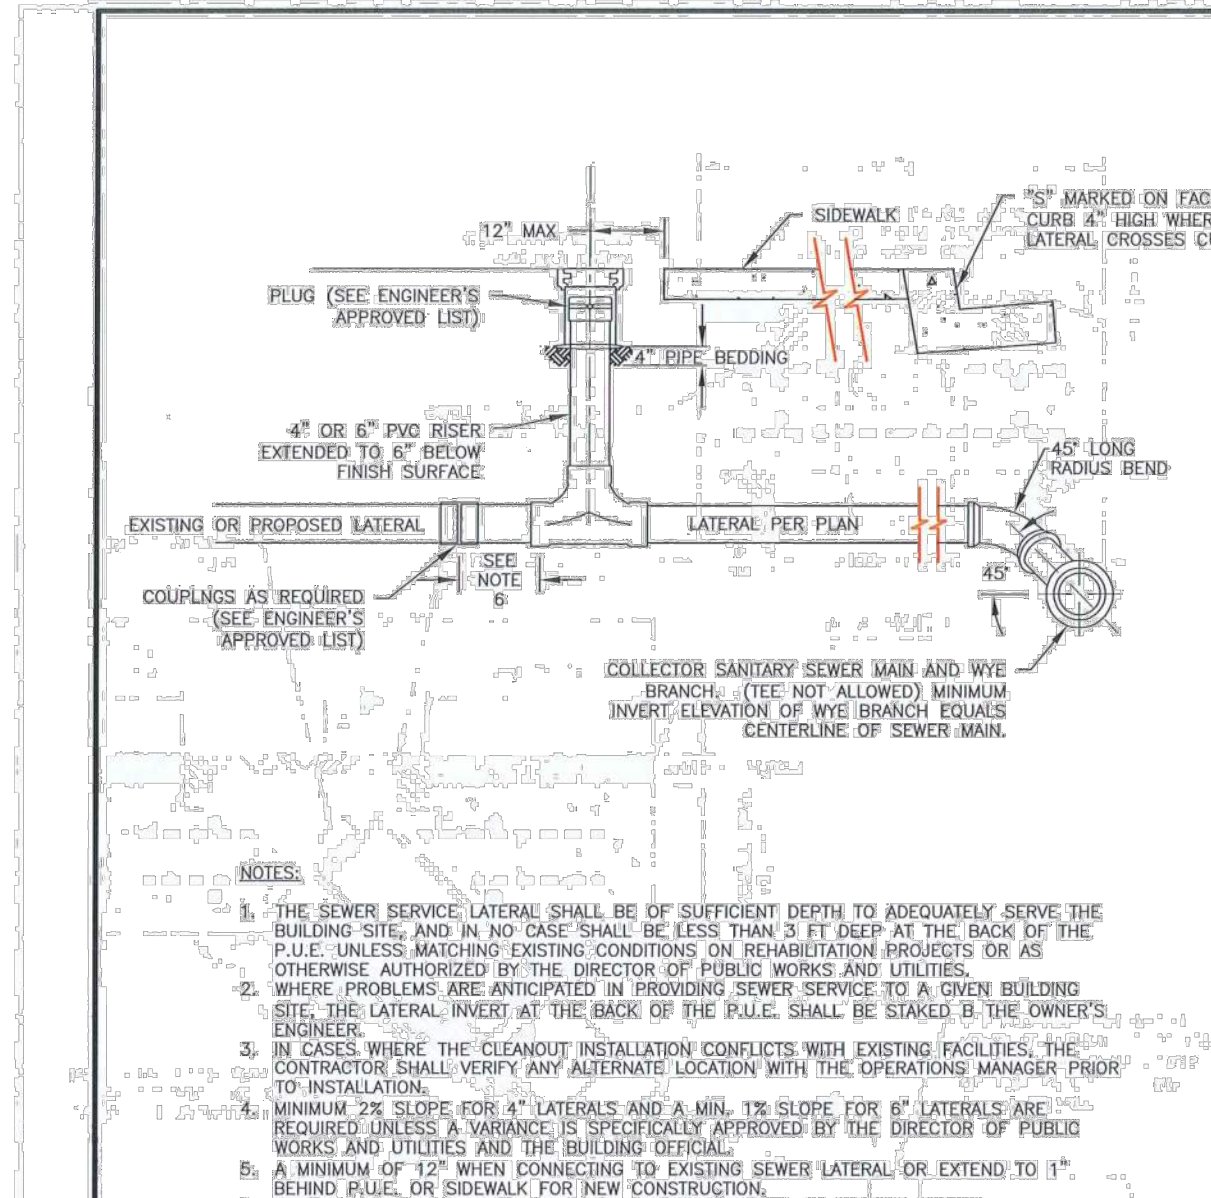 12" MAX
SIDEWALK
"S" MARKED ON FAC
CURB 4" HIGH WHER
LATERAL CROSSES CU
PLUG (SEE ENGINEER'S
APPROVED LIST)
4" PIPE BEDDING
4" OR 6" PVC RISER
EXTENDED TO 6" BELOW
FINISH SURFACE
45° LONG
RADIUS BEND
EXISTING OR PROPOSED LATERAL
LATERAL PER PLAN
SEE
NOTE
6
45°
COUPLNGS AS REQUIRED
(SEE ENGINEER'S
APPROVED LIST)
COLLECTOR SANITARY SEWER MAIN AND WYE
BRANCH. (TEE NOT ALLOWED) MINIMUM
INVERT ELEVATION OF WYE BRANCH EQUALS
CENTERLINE OF SEWER MAIN.
NOTES:
1. THE SEWER SERVICE LATERAL SHALL BE OF SUFFICIENT DEPTH TO ADEQUATELY SERVE THE
BUILDING SITE, AND IN NO CASE SHALL BE LESS THAN 3 FT DEEP AT THE BACK OF THE
P.U.E. UNLESS MATCHING EXISTING CONDITIONS ON REHABILITATION PROJECTS OR AS
OTHERWISE AUTHORIZED BY THE DIRECTOR OF PUBLIC WORKS AND UTILITIES.
2. WHERE PROBLEMS ARE ANTICIPATED IN PROVIDING SEWER SERVICE TO A GIVEN BUILDING
SITE, THE LATERAL INVERT AT THE BACK OF THE P.U.E. SHALL BE STAKED B THE OWNER'S
ENGINEER.
3. IN CASES WHERE THE CLEANOUT INSTALLATION CONFLICTS WITH EXISTING FACILITIES, THE
CONTRACTOR SHALL VERIFY ANY ALTERNATE LOCATION WITH THE OPERATIONS MANAGER PRIOR
TO INSTALLATION.
4. MINIMUM 2% SLOPE FOR 4" LATERALS AND A MIN. 1% SLOPE FOR 6" LATERALS ARE
REQUIRED UNLESS A VARIANCE IS SPECIFICALLY APPROVED BY THE DIRECTOR OF PUBLIC
WORKS AND UTILITIES AND THE BUILDING OFFICIAL.
5. A MINIMUM OF 12" WHEN CONNECTING TO EXISTING SEWER LATERAL OR EXTEND TO 1"
BEHIND P.U.E. OR SIDEWALK FOR NEW CONSTRUCTION.